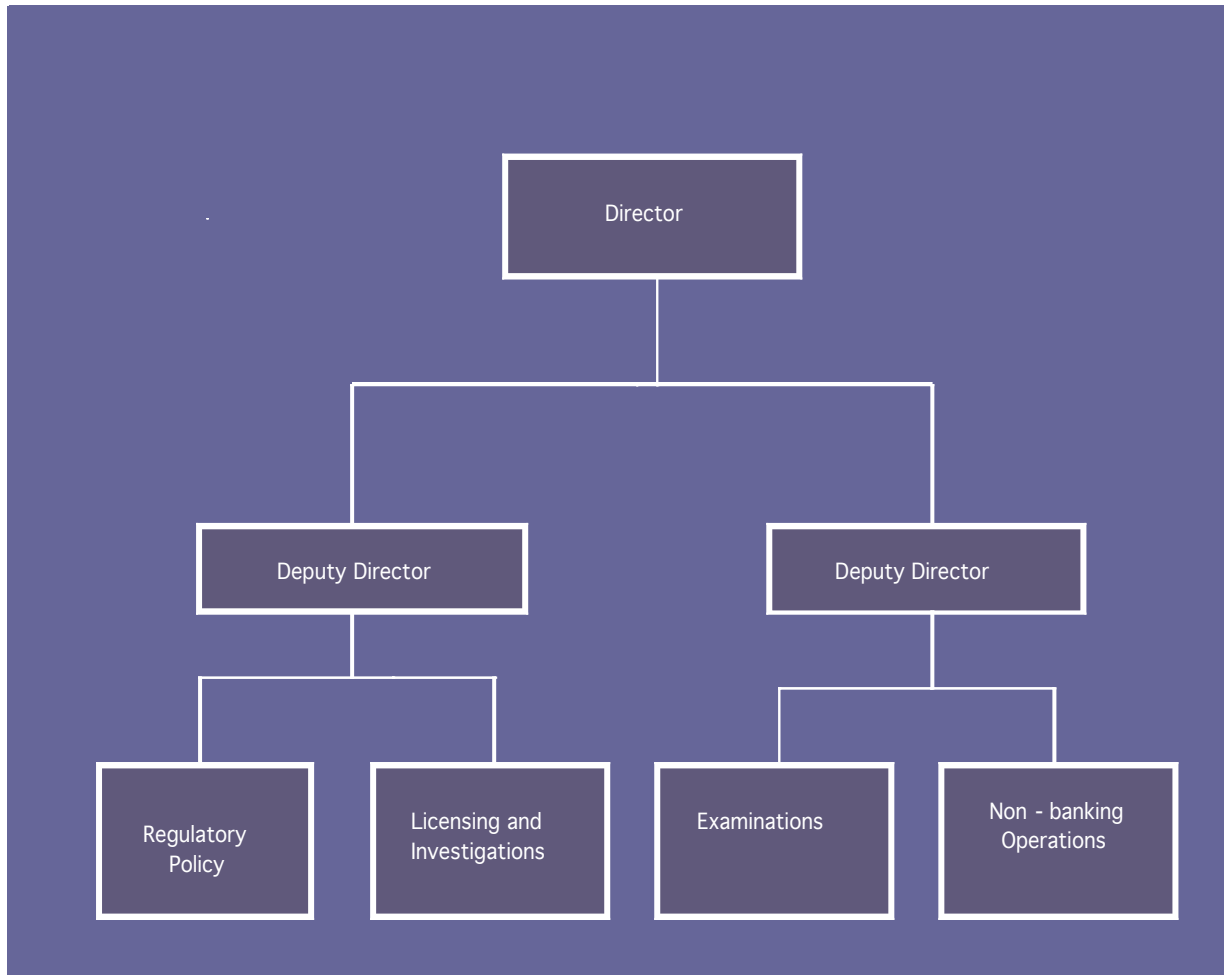 Director
Deputy Director
Deputy Director
Regulatory
Policy
Licensing and
Investigations
Examinations
Non - banking
Operations